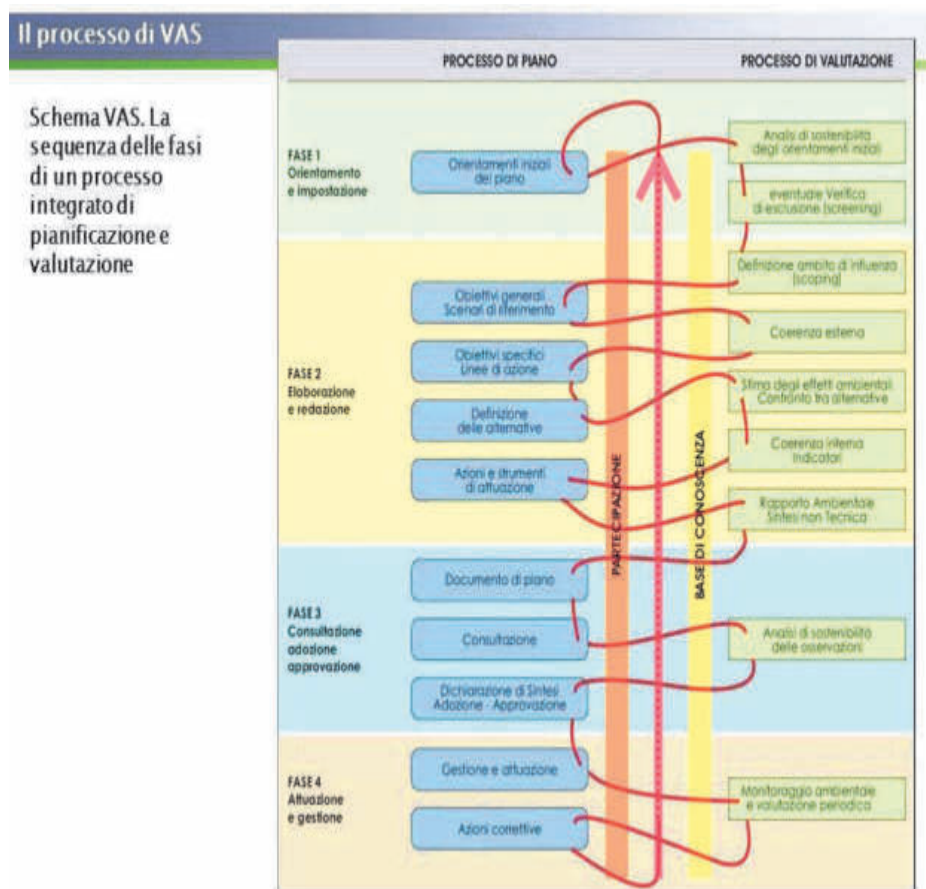 Il processo di VAS
Schema VAS. La
sequenza delle fasi
di un processo
integrato di
pianificazione e
valutazione
PROCESSO DI PIANO
PROCESSO DI VALUTAZIONE
FASE 1
Orientamento
e impostazione
Orientamenti iniziali
del piano
Analisi di sostenibilità
degli orientamenti iniziali
eventuale Verifica
di esclusione (screening)
FASE 2
Elaborazione
e redazione
Obiettivi generali
Scenari di riferimento
Obiettivi specifici
Linee di azione
Definizione
delle alternative
Azioni e strumenti
di attuazione
Definizione ambito di influenza
(scoping)
Coerenza esterna
Stima degli effetti ambientali
Confronto tra alternative
Coerenza interna
Indicatori
Rapporto Ambientale
Sintesi non Tecnica
PARTECIPAZIONE
BASE DI CONOSCENZA
FASE 3
Consultazione
adozione
approvazione
Documento di piano
Consultazione
Dichiarazione di Sintesi
Adozione - Approvazione
Analisi di sostenibilità
delle osservazioni
FASE 4
Attuazione
e gestione
Gestione e attuazione
Azioni correttive
Monitoraggio ambientale
e valutazione periodica